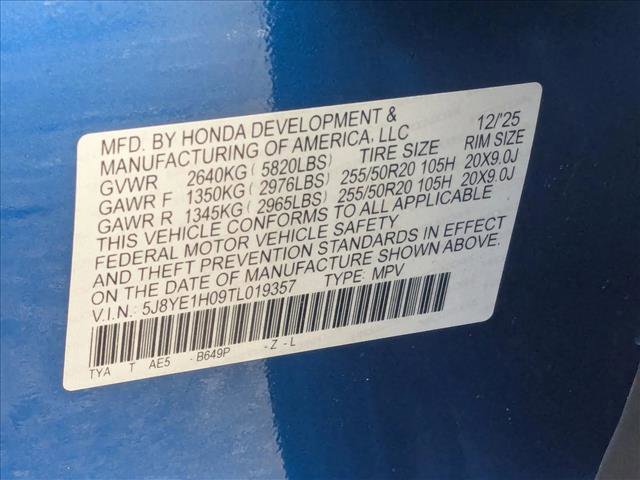 MFD. BY HONDA DEVELOPMENT &
MANUFACTURING OF AMERICA, LLC 12/'25
GVWR 2640KG ( 5820LBS) TIRE SIZE RIM SIZE
GAWR F 1350KG ( 2976LBS) 255/50R20 105H 20X9.0J
GAWR R 1345KG ( 2965LBS) 255/50R20 105H 20X9.0J
THIS VEHICLE CONFORMS TO ALL APPLICABLE
FEDERAL MOTOR VEHICLE SAFETY
AND THEFT PREVENTION STANDARDS IN EFFECT
ON THE DATE OF MANUFACTURE SHOWN ABOVE.
V.I.N.: 5J8YE1H09TL019357 TYPE: MPV
TYA T AE5 - B649P - Z - L